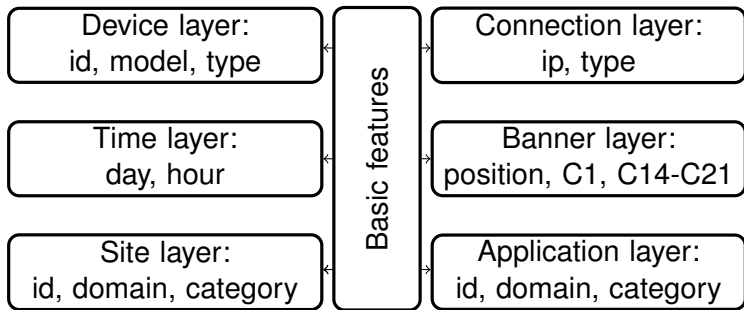 Device layer:
id, model, type
Time layer:
day, hour
Site layer:
id, domain, category
Basic features
Connection layer:
ip, type
Banner layer:
position, C1, C14-C21
Application layer:
id, domain, category